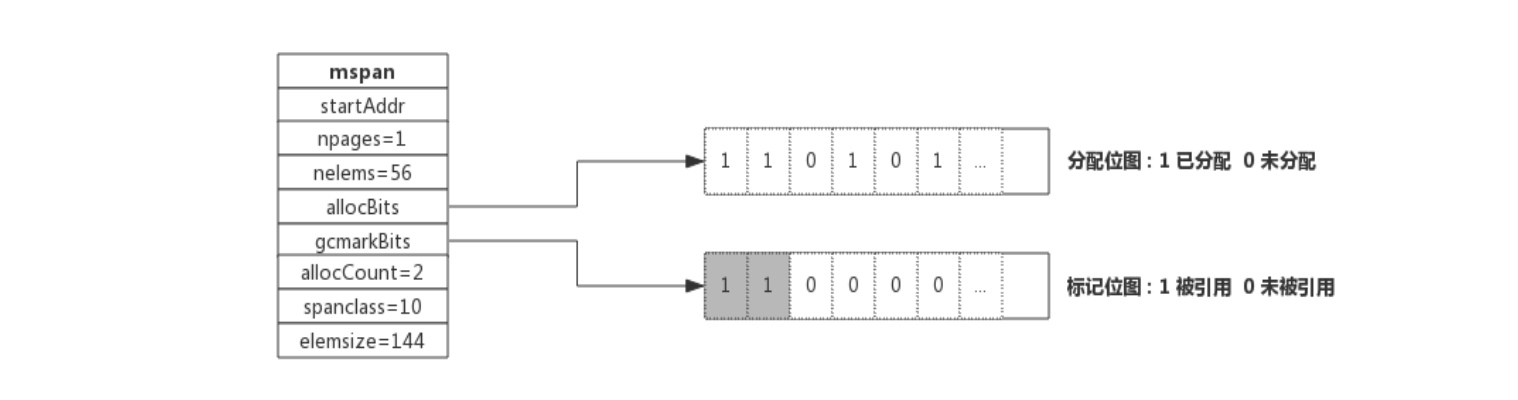 mspan
startAddr
npages=1
nelems=56
allocBits
gcmarkBits
allocCount=2
spanclass=10
elemsize=144
1 1 0 1 0 1 ...
分配位图：1 已分配 0 未分配
1 1 0 0 0 0 ...
标记位图：1 被引用 0 未被引用